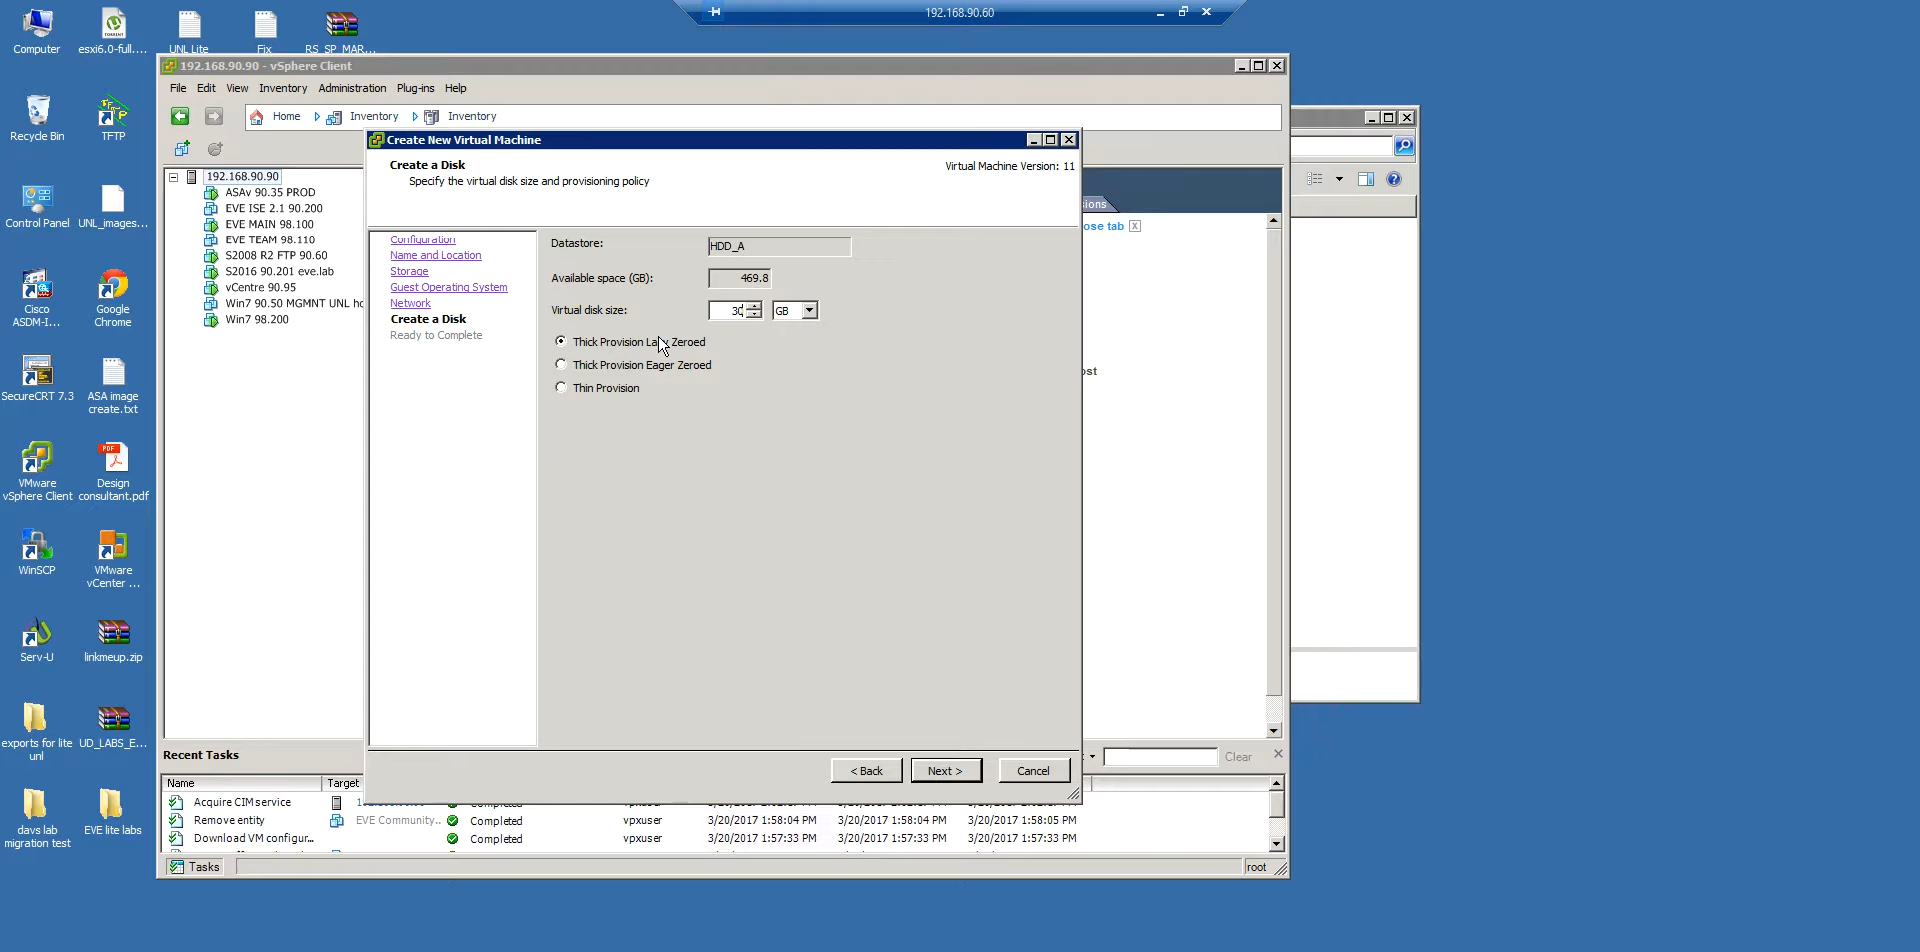 192.168.90.60
Computer
esxi6.0-full....
UNL Lite
Fix
RS_SP_MAR...
192.168.90.90 - vSphere Client
File Edit View Inventory Administration Plug-ins Help
Home Inventory Inventory
Recycle Bin
TFTP
Control Panel
UNL_images...
Cisco
ASDM-I...
Google
Chrome
SecureCRT 7.3
ASA image
create.txt
VMware
vSphere Client
Design
consultant.pdf
WinSCP
VMware
vCenter ...
Serv-U
linkmeup.zip
exports for lite
unl
UD_LABS_E...
davs lab
migration test
EVE lite labs
192.168.90.90
ASAv 90.35 PROD
EVE ISE 2.1 90.200
EVE MAIN 98.100
EVE TEAM 98.110
S2008 R2 FTP 90.60
S2016 90.201 eve.lab
vCentre 90.95
Win7 90.50 MGMNT UNL ho
Win7 98.200
Create New Virtual Machine
Create a Disk
Specify the virtual disk size and provisioning policy
Virtual Machine Version: 11
Configuration
Name and Location
Storage
Guest Operating System
Network
Create a Disk
Ready to Complete
Datastore: HDD_A
Available space (GB): 469.8
Virtual disk size: 30 GB
Thick Provision Lazy Zeroed
Thick Provision Eager Zeroed
Thin Provision
< Back Next > Cancel
sions
ose tab X
ost
Recent Tasks
Clear
Name Target
Acquire CIM service
Remove entity EVE Community.. Completed vpxuser 3/20/2017 1:58:04 PM 3/20/2017 1:58:04 PM 3/20/2017 1:58:05 PM
Download VM configur... Completed vpxuser 3/20/2017 1:57:33 PM 3/20/2017 1:57:33 PM 3/20/2017 1:57:33 PM
Tasks root